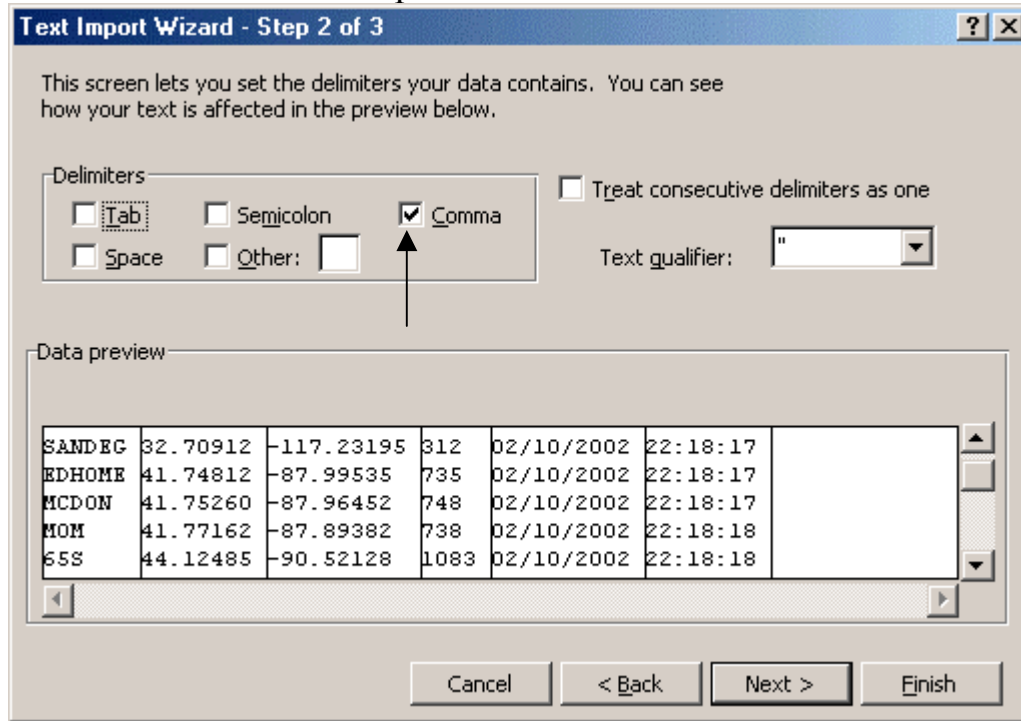 Text Import Wizard - Step 2 of 3
This screen lets you set the delimiters your data contains. You can see
how your text is affected in the preview below.
Delimiters
Tab Semicolon Comma
Space Other:
Treat consecutive delimiters as one
Text qualifier: "
Data preview
SANDEG 32.70912 -117.23195 312 02/10/2002 22:18:17
EDHOME 41.74812 -87.99535 735 02/10/2002 22:18:17
MCDON 41.75260 -87.96452 748 02/10/2002 22:18:17
MOM 41.77162 -87.89382 738 02/10/2002 22:18:18
65S 44.12485 -90.52128 1083 02/10/2002 22:18:18
Cancel < Back Next > Finish